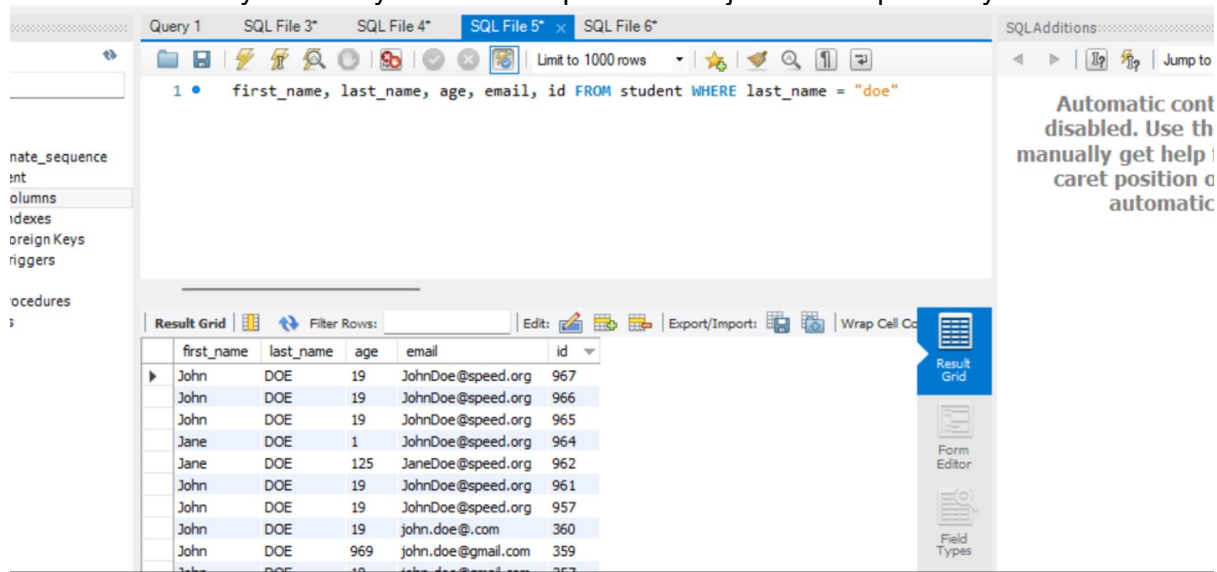 Query 1 SQL File 3* SQL File 4* SQL File 5* SQL File 6*
SQLAdditions
Limit to 1000 rows
Jump to
1 first_name, last_name, age, email, id FROM student WHERE last_name = "doe"
Automatic cont
disabled. Use th
manually get help
caret position o
automatic
nate_sequence
ent
olumns
ndexes
oreign Keys
riggers
rocedures
s
Result Grid Filter Rows: Edit: Export/Import: Wrap Cell Co
first_name last_name age email id
John DOE 19 JohnDoe@speed.org 967
John DOE 19 JohnDoe@speed.org 966
John DOE 19 JohnDoe@speed.org 965
Jane DOE 1 JohnDoe@speed.org 964
Jane DOE 125 JaneDoe@speed.org 962
John DOE 19 JohnDoe@speed.org 961
John DOE 19 JohnDoe@speed.org 957
John DOE 19 john.doe@.com 360
John DOE 969 john.doe@gmail.com 359
Result
Grid
Form
Editor
Field
Types